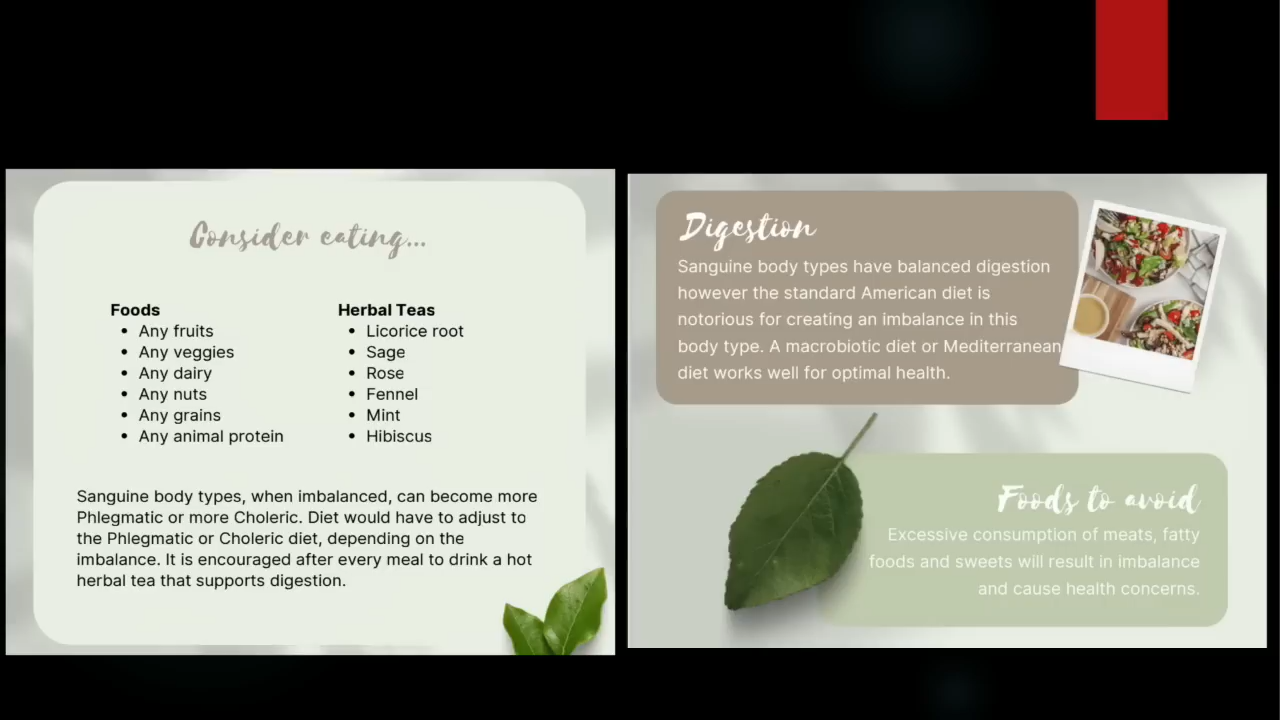 Consider eating...
Foods
• Any fruits
• Any veggies
• Any dairy
• Any nuts
• Any grains
• Any animal protein
Herbal Teas
• Licorice root
• Sage
• Rose
• Fennel
• Mint
• Hibiscus
Sanguine body types, when imbalanced, can become more
Phlegmatic or more Choleric. Diet would have to adjust to
the Phlegmatic or Choleric diet, depending on the
imbalance. It is encouraged after every meal to drink a hot
herbal tea that supports digestion.
Digestion
Sanguine body types have balanced digestion
however the standard American diet is
notorious for creating an imbalance in this
body type. A macrobiotic diet or Mediterranean
diet works well for optimal health.
Foods to avoid
Excessive consumption of meats, fatty
foods and sweets will result in imbalance
and cause health concerns.